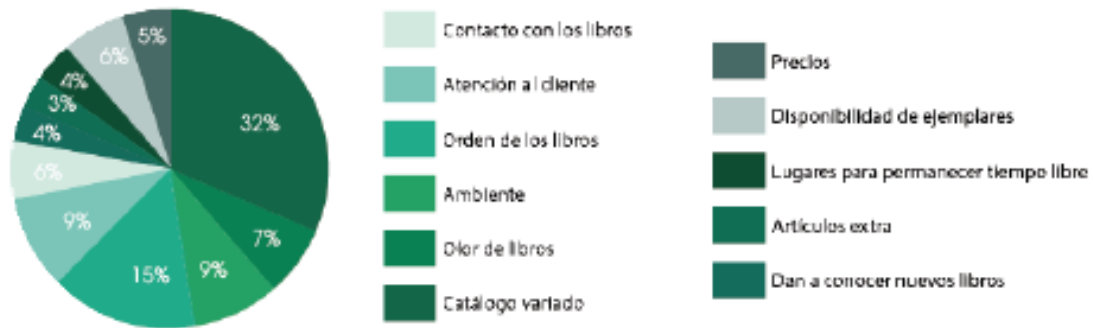 5%
6%
4%
3%
4%
6%
9%
15%
9%
7%
32%
Contacto con los libros
Atención al cliente
Orden de los libros
Ambiente
Olor de libros
Catálogo variado
Precios
Disponibilidad de ejemplares
Lugares para permanecer tiempo libre
Artículos extra
Dan a conocer nuevos libros